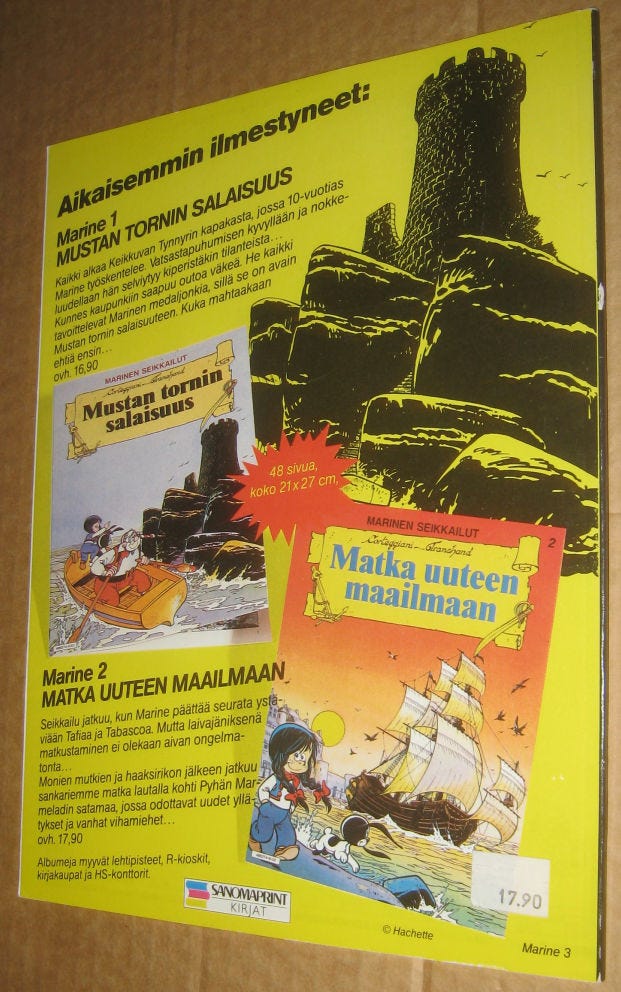 Aikaisemmin ilmestyneet:
Marine 1
MUSTAN TORNIN SALAISUUS
Kaikki alkaa Keikkuvan Tynnyrin kapakasta, jossa 10-vuotias
Marine työskentelee. Vatsastapuhumisen kyvyllään ja nokke-
luudellaan hän selviytyy kiperistäkin tilanteista...
Kunnes kaupunkiin saapuu outoa väkeä. He kaikki
tavoittelevat Marinen medaljonkia, sillä se on avain
Mustan tornin salaisuuteen. Kuka mahtaakaan
ehtiä ensin...
ovh. 16,90
MARINEN SEIKKAILUT
Corteggiani - Tranchand
Mustan tornin
salaisuus
48 sivua,
koko 21 x 27 cm,
MARINEN SEIKKAILUT
2
Corteggiani - Tranchand
Matka uuteen
maailmaan
Marine 2
MATKA UUTEEN MAAILMAAN
Seikkailu jatkuu, kun Marine päättää seurata ystä-
viään Tafiaa ja Tabascoa. Mutta laivajäniksenä
matkustaminen ei olekaan aivan ongelma-
tonta...
Monien mutkien ja haaksirikon jälkeen jatkuu
sankariemme matka lautalla kohti Pyhän Mar-
meladin satamaa, jossa odottavat uudet yllä-
tykset ja vanhat vihamiehet...
ovh. 17,90
Albumeja myyvät lehtipisteet, R-kioskit,
kirjakaupat ja HS-konttorit.
SANOMAPRINT
KIRJAT
17.90
© Hachette
Marine 3